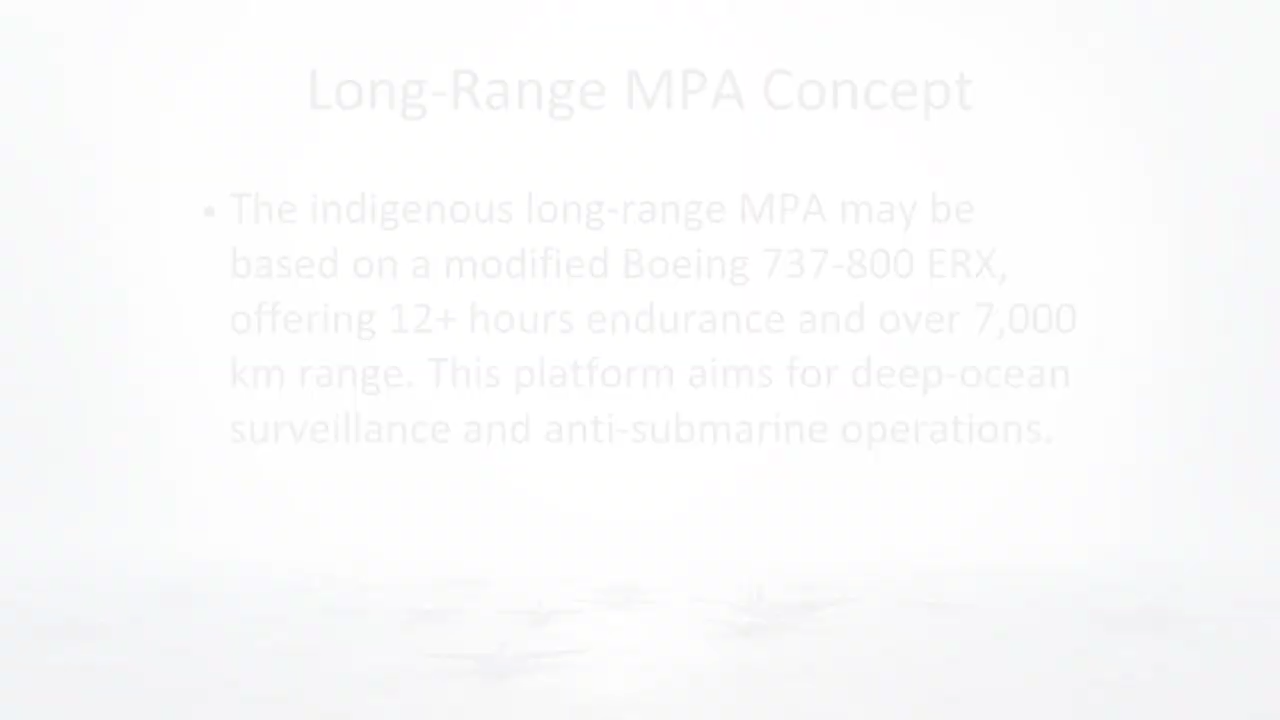 Long-Range MPA Concept
• The indigenous long-range MPA may be
based on a modified Boeing 737-800 ERX,
offering 12+ hours endurance and over 7,000
km range. This platform aims for deep-ocean
surveillance and anti-submarine operations.